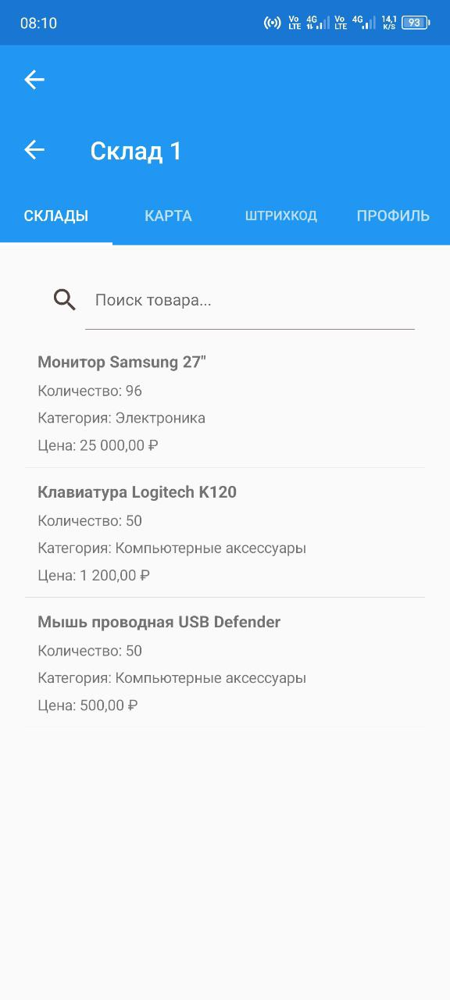 08:10
Vo LTE 4G Vo LTE 4G 14,1 K/S 93
Склад 1
СКЛАДЫ КАРТА ШТРИХКОД ПРОФИЛЬ
Поиск товара...
Монитор Samsung 27"
Количество: 96
Категория: Электроника
Цена: 25 000,00 ₽
Клавиатура Logitech K120
Количество: 50
Категория: Компьютерные аксессуары
Цена: 1 200,00 ₽
Мышь проводная USB Defender
Количество: 50
Категория: Компьютерные аксессуары
Цена: 500,00 ₽